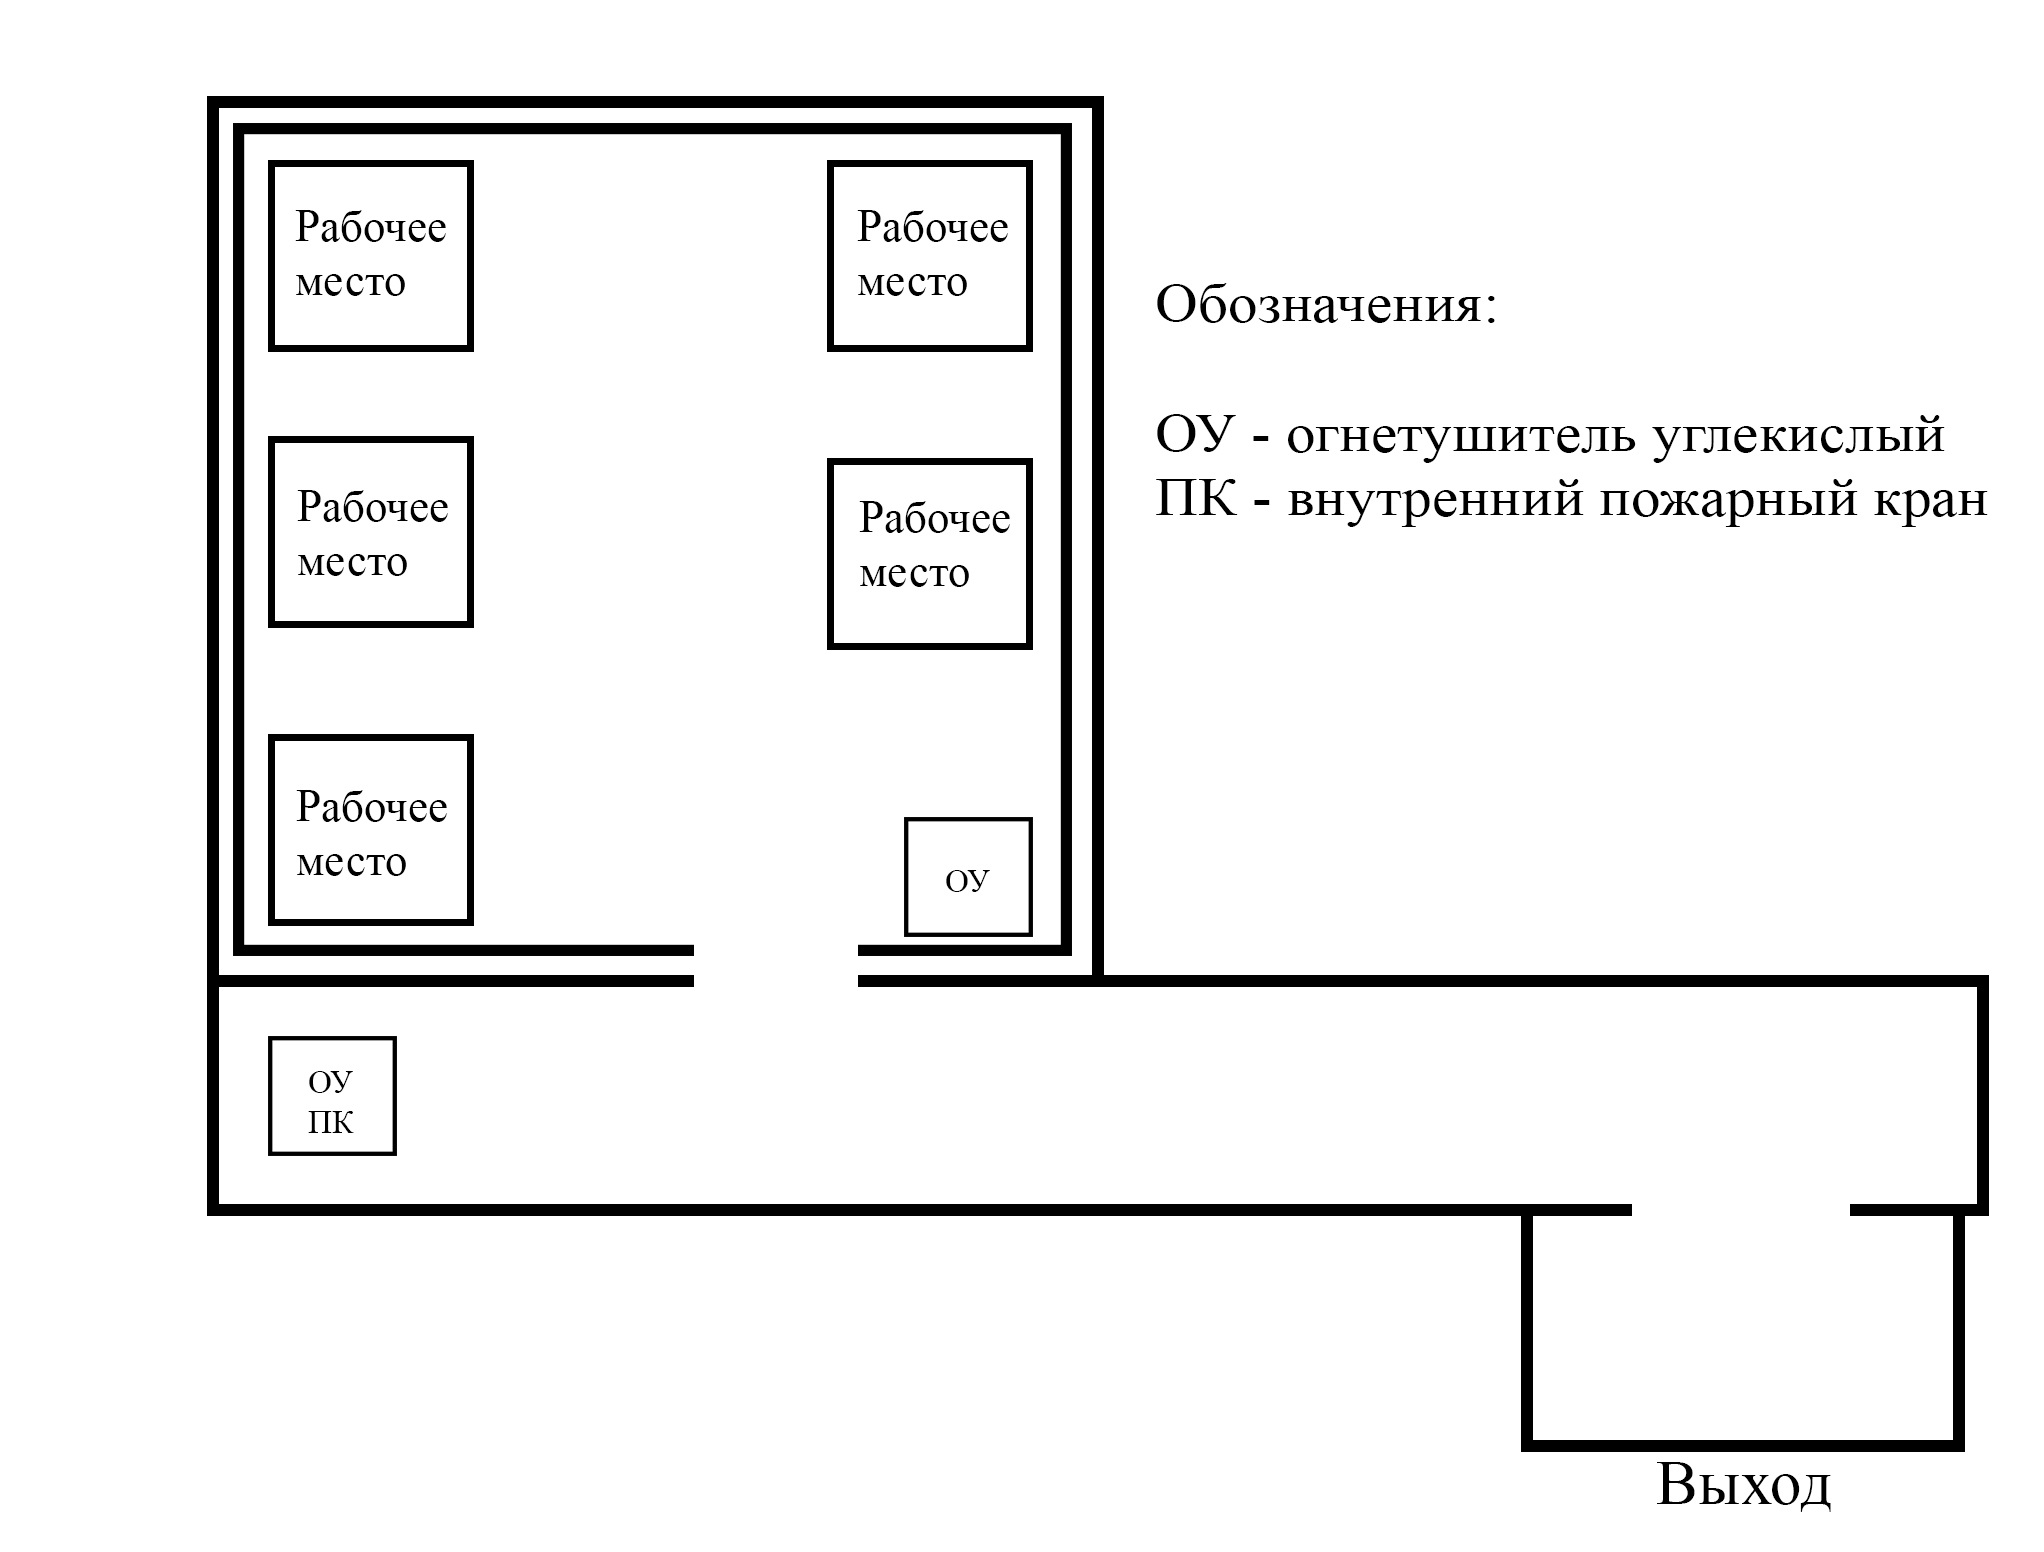 Рабочее
место
Рабочее
место
Обозначения:
ОУ - огнетушитель углекислый
ПК - внутренний пожарный кран
Рабочее
место
Рабочее
место
Рабочее
место
ОУ
ОУ
ПК
Выход